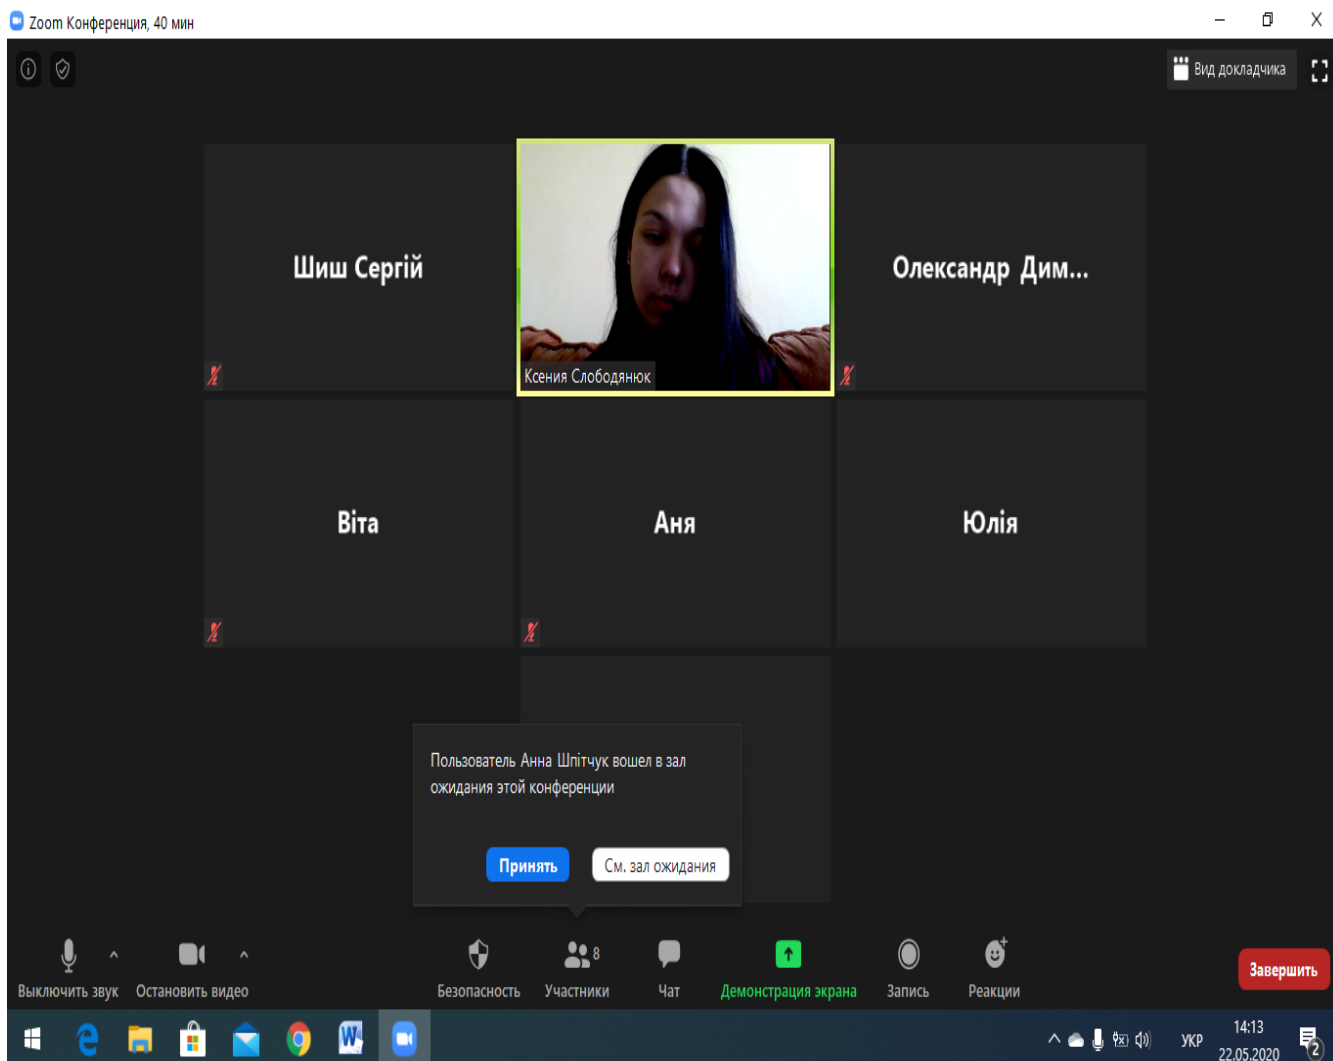 Zoom Конференция, 40 мин
Вид докладчика
Шиш Сергій
Ксения Слободянюк
Олександр Дим...
Віта
Аня
Юлія
Пользователь Анна Шпітчук вошел в зал
ожидания этой конференции
Принять
См. зал ожидания
8
Выключить звук
Остановить видео
Безопасность
Участники
Чат
Демонстрация экрана
Запись
Реакции
Завершить
W
УКР
14:13
22.05.2020
2